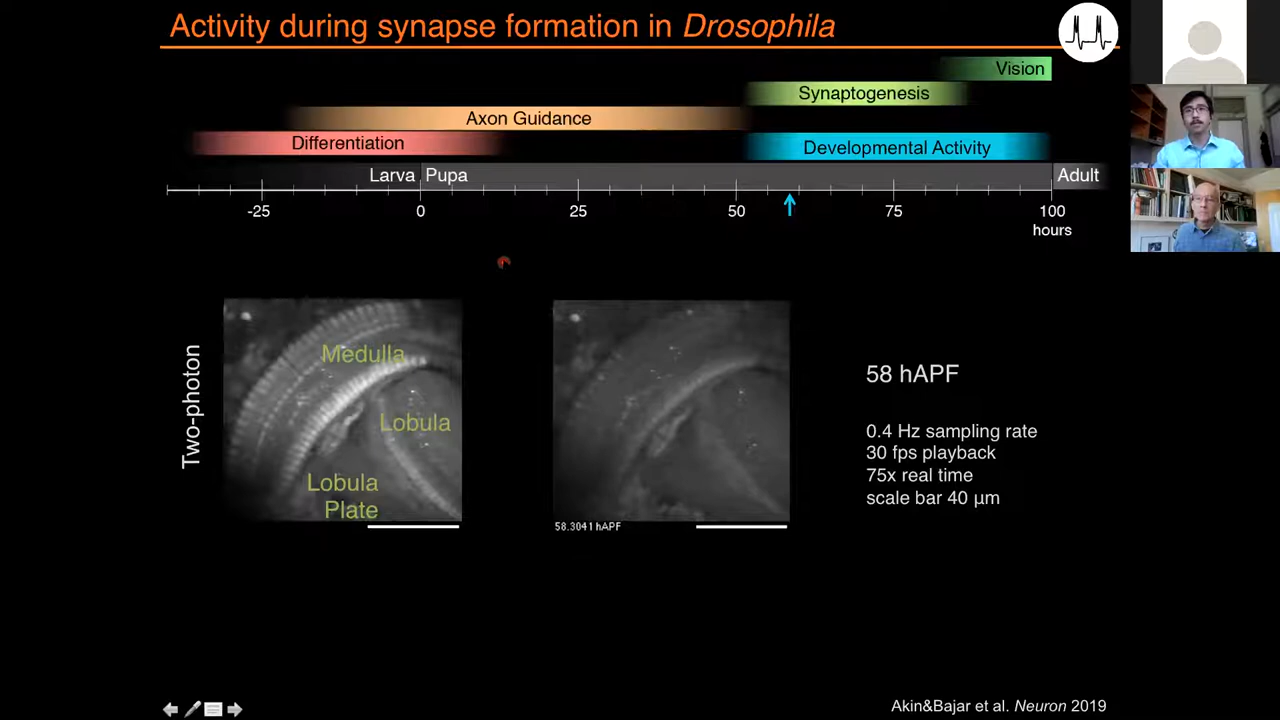 Activity during synapse formation in Drosophila
Vision
Synaptogenesis
Axon Guidance
Differentiation
Developmental Activity
Larva Pupa Adult
-25 0 25 50 75 100
hours
Two-photon
Medulla
Lobula
Lobula
Plate
58.3041 hAPF
58 hAPF
0.4 Hz sampling rate
30 fps playback
75x real time
scale bar 40 μm
Akin&Bajar et al. Neuron 2019